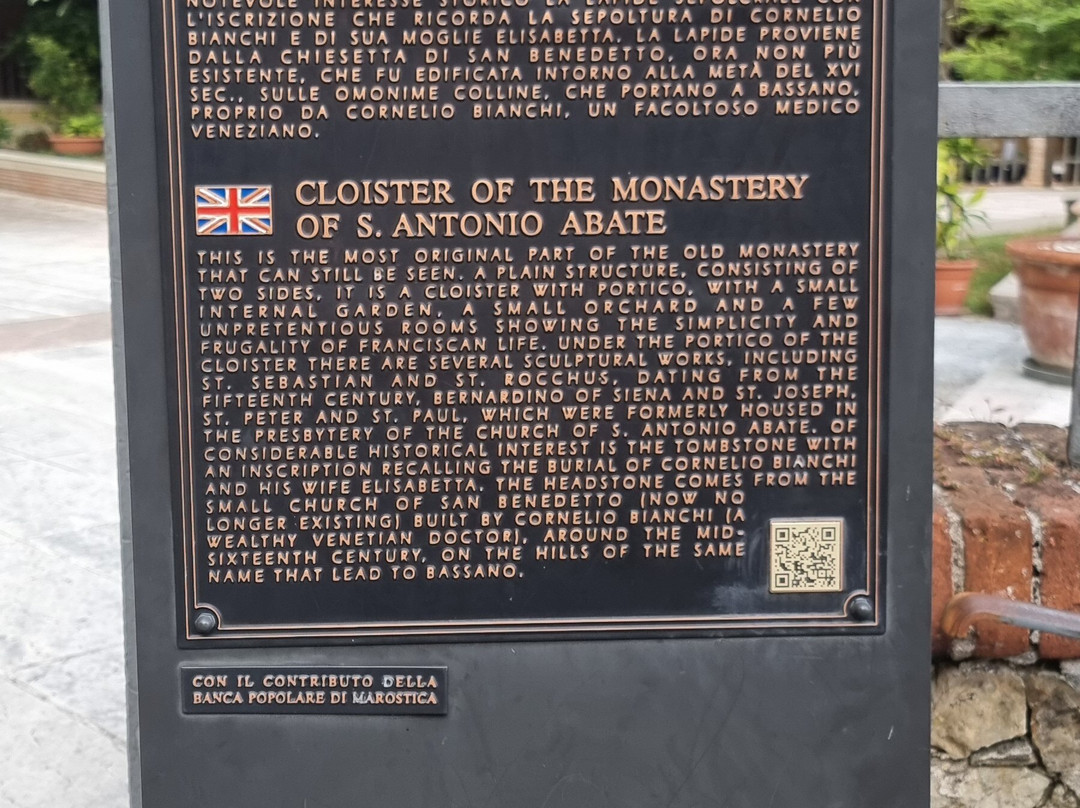 NOTEVOLE INTERESSE STORICO LA LAPIDE SEPOLCRALE CON
L'ISCRIZIONE CHE RICORDA LA SEPOLTURA DI CORNELIO
BIANCHI E DI SUA MOGLIE ELISABETTA. LA LAPIDE PROVIENE
DALLA CHIESETTA DI SAN BENEDETTO, ORA NON PIÙ
ESISTENTE, CHE FU EDIFICATA INTORNO ALLA METÀ DEL XVI
SEC., SULLE OMONIME COLLINE, CHE PORTANO A BASSANO,
PROPRIO DA CORNELIO BIANCHI, UN FACOLTOSO MEDICO
VENEZIANO.
CLOISTER OF THE MONASTERY
OF S. ANTONIO ABATE
THIS IS THE MOST ORIGINAL PART OF THE OLD MONASTERY
THAT CAN STILL BE SEEN. A PLAIN STRUCTURE, CONSISTING OF
TWO SIDES, IT IS A CLOISTER WITH PORTICO, WITH A SMALL
INTERNAL GARDEN, A SMALL ORCHARD AND A FEW
UNPRETENTIOUS ROOMS SHOWING THE SIMPLICITY AND
FRUGALITY OF FRANCISCAN LIFE. UNDER THE PORTICO OF THE
CLOISTER THERE ARE SEVERAL SCULPTURAL WORKS, INCLUDING
ST. SEBASTIAN AND ST. ROCCHUS, DATING FROM THE
FIFTEENTH CENTURY, BERNARDINO OF SIENA AND ST. JOSEPH,
ST. PETER AND ST. PAUL, WHICH WERE FORMERLY HOUSED IN
THE PRESBYTERY OF THE CHURCH OF S. ANTONIO ABATE. OF
CONSIDERABLE HISTORICAL INTEREST IS THE TOMBSTONE WITH
AN INSCRIPTION RECALLING THE BURIAL OF CORNELIO BIANCHI
AND HIS WIFE ELISABETTA. THE HEADSTONE COMES FROM THE
SMALL CHURCH OF SAN BENEDETTO (NOW NO
LONGER EXISTING) BUILT BY CORNELIO BIANCHI (A
WEALTHY VENETIAN DOCTOR), AROUND THE MID-
SIXTEENTH CENTURY, ON THE HILLS OF THE SAME
NAME THAT LEAD TO BASSANO.
CON IL CONTRIBUTO DELLA
BANCA POPOLARE DI MAROSTICA